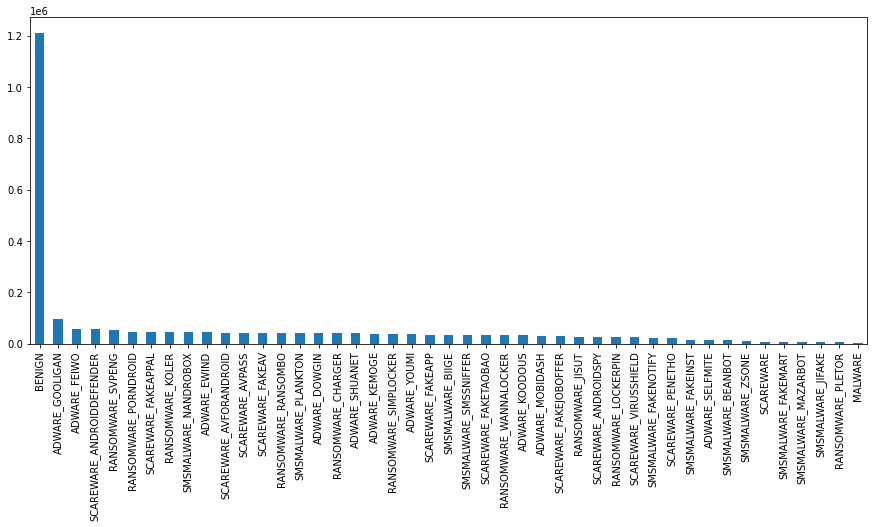 1e6
1.2
1.0
0.8
0.6
0.4
0.2
0.0
BENIGN
ADWARE_GOOLIGAN
ADWARE_FEIWO
SCAREWARE_ANDROIDDEFENDER
RANSOMWARE_SVPENG
RANSOMWARE_PORNDROID
SCAREWARE_FAKEAPPAL
RANSOMWARE_KOLER
SMSMALWARE_NANDROBOX
ADWARE_EWIND
SCAREWARE_AVFORANDROID
SCAREWARE_AVPASS
SCAREWARE_FAKEAV
RANSOMWARE_RANSOMBO
SMSMALWARE_PLANKTON
ADWARE_DOWGIN
RANSOMWARE_CHARGER
ADWARE_SHUANET
ADWARE_KEMOGE
RANSOMWARE_SIMPLOCKER
ADWARE_YOUMI
SCAREWARE_FAKEAPP
SMSMALWARE_BIIGE
SMSMALWARE_SMSSNIFFER
SCAREWARE_FAKETAOBAO
RANSOMWARE_WANNALOCKER
ADWARE_KOODOUS
ADWARE_MOBIDASH
SCAREWARE_FAKEJOBOFFER
RANSOMWARE_JISUT
SCAREWARE_ANDROIDSPY
RANSOMWARE_LOCKERPIN
SCAREWARE_VIRUSSHIELD
SMSMALWARE_FAKENOTIFY
SCAREWARE_PENETHO
SMSMALWARE_FAKEINST
ADWARE_SELFMITE
SMSMALWARE_BEANBOT
SMSMALWARE_ZSONE
SCAREWARE
SMSMALWARE_FAKEMART
SMSMALWARE_MAZARBOT
SMSMALWARE_JIFAKE
RANSOMWARE_PLETOR
MALWARE